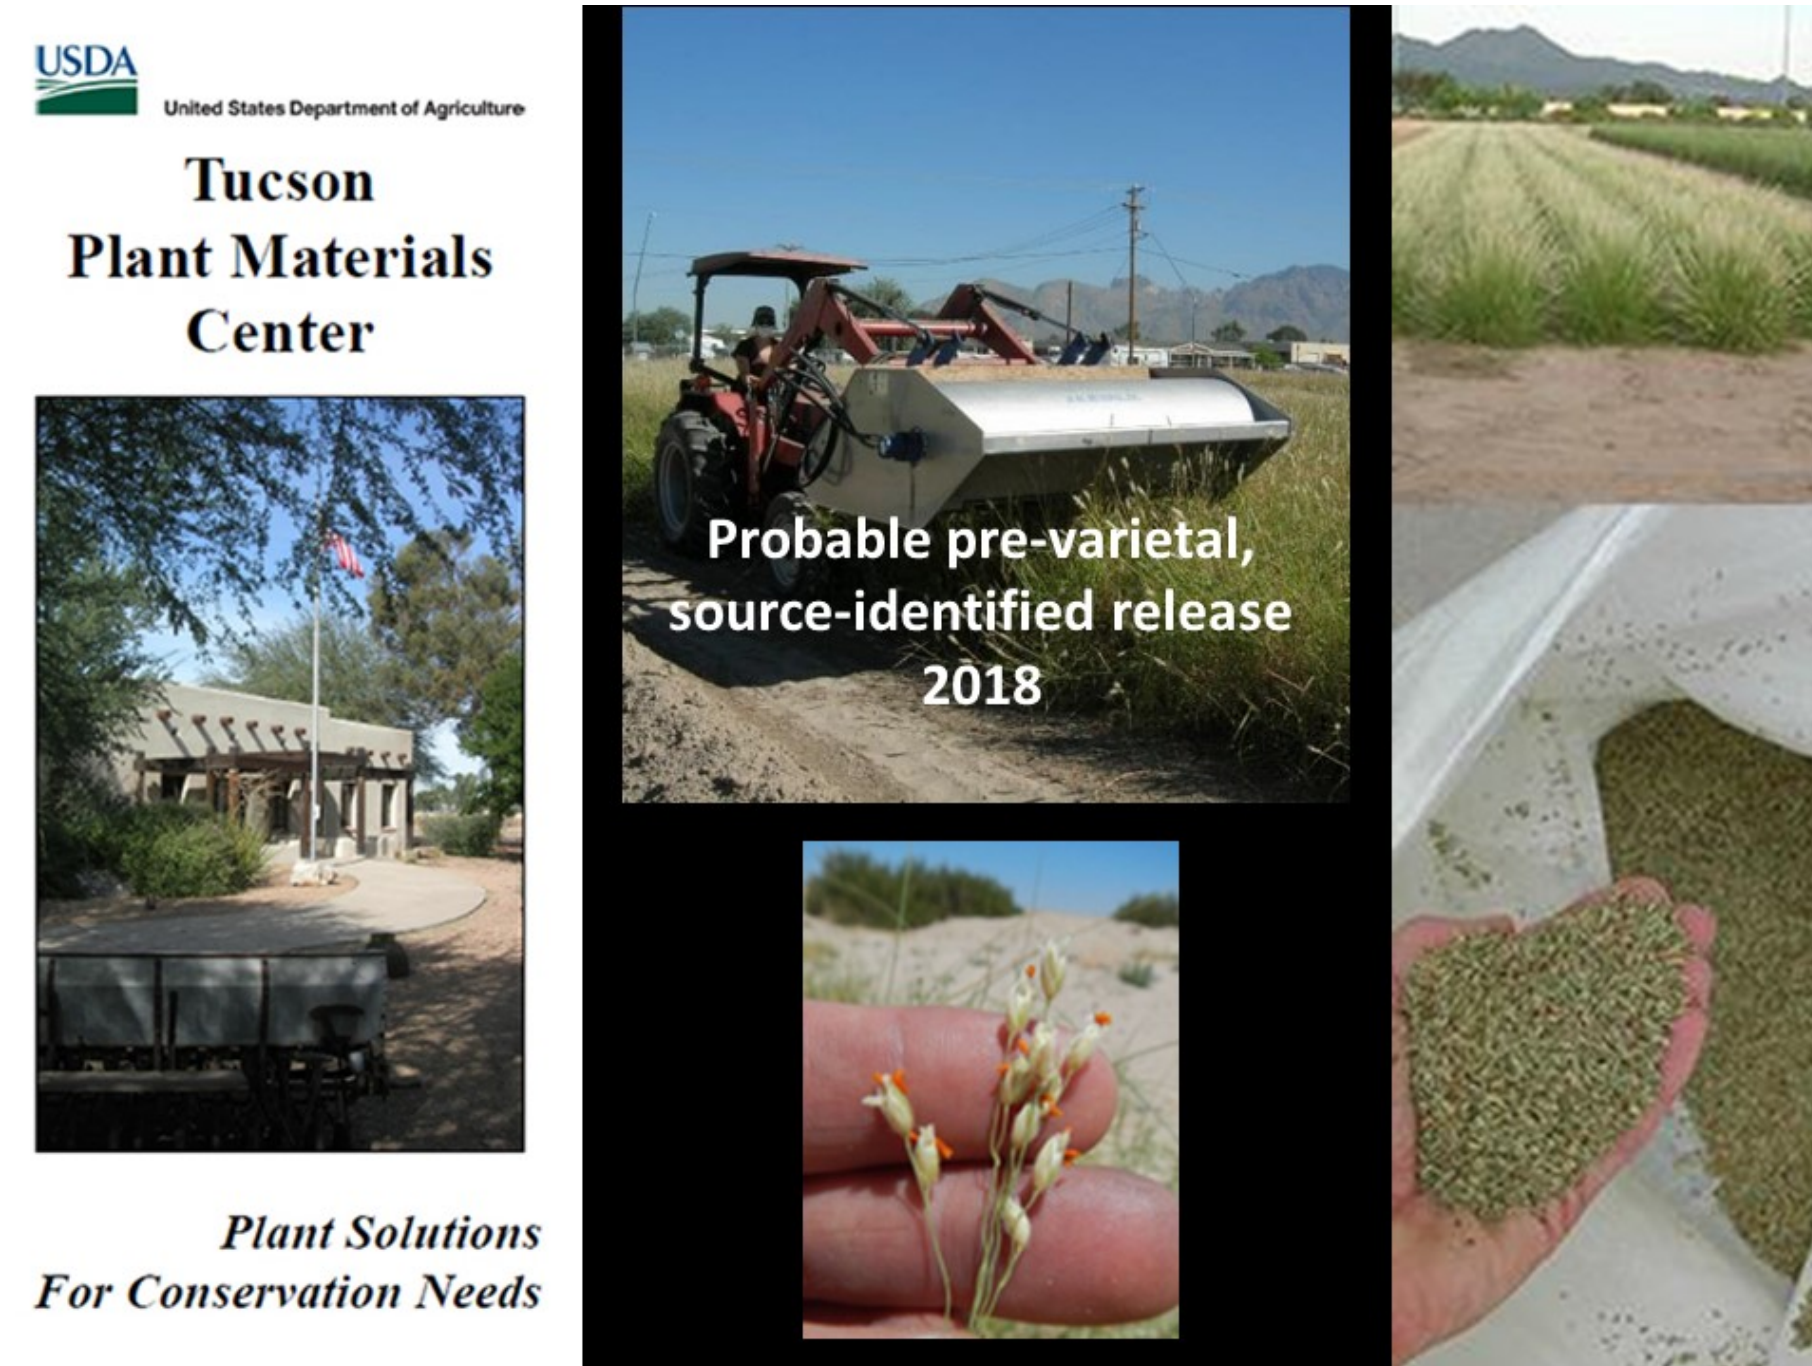 USDA
United States Department of Agriculture
Tucson
Plant Materials
Center
Plant Solutions
For Conservation Needs
Probable pre-varietal,
source-identified release
2018